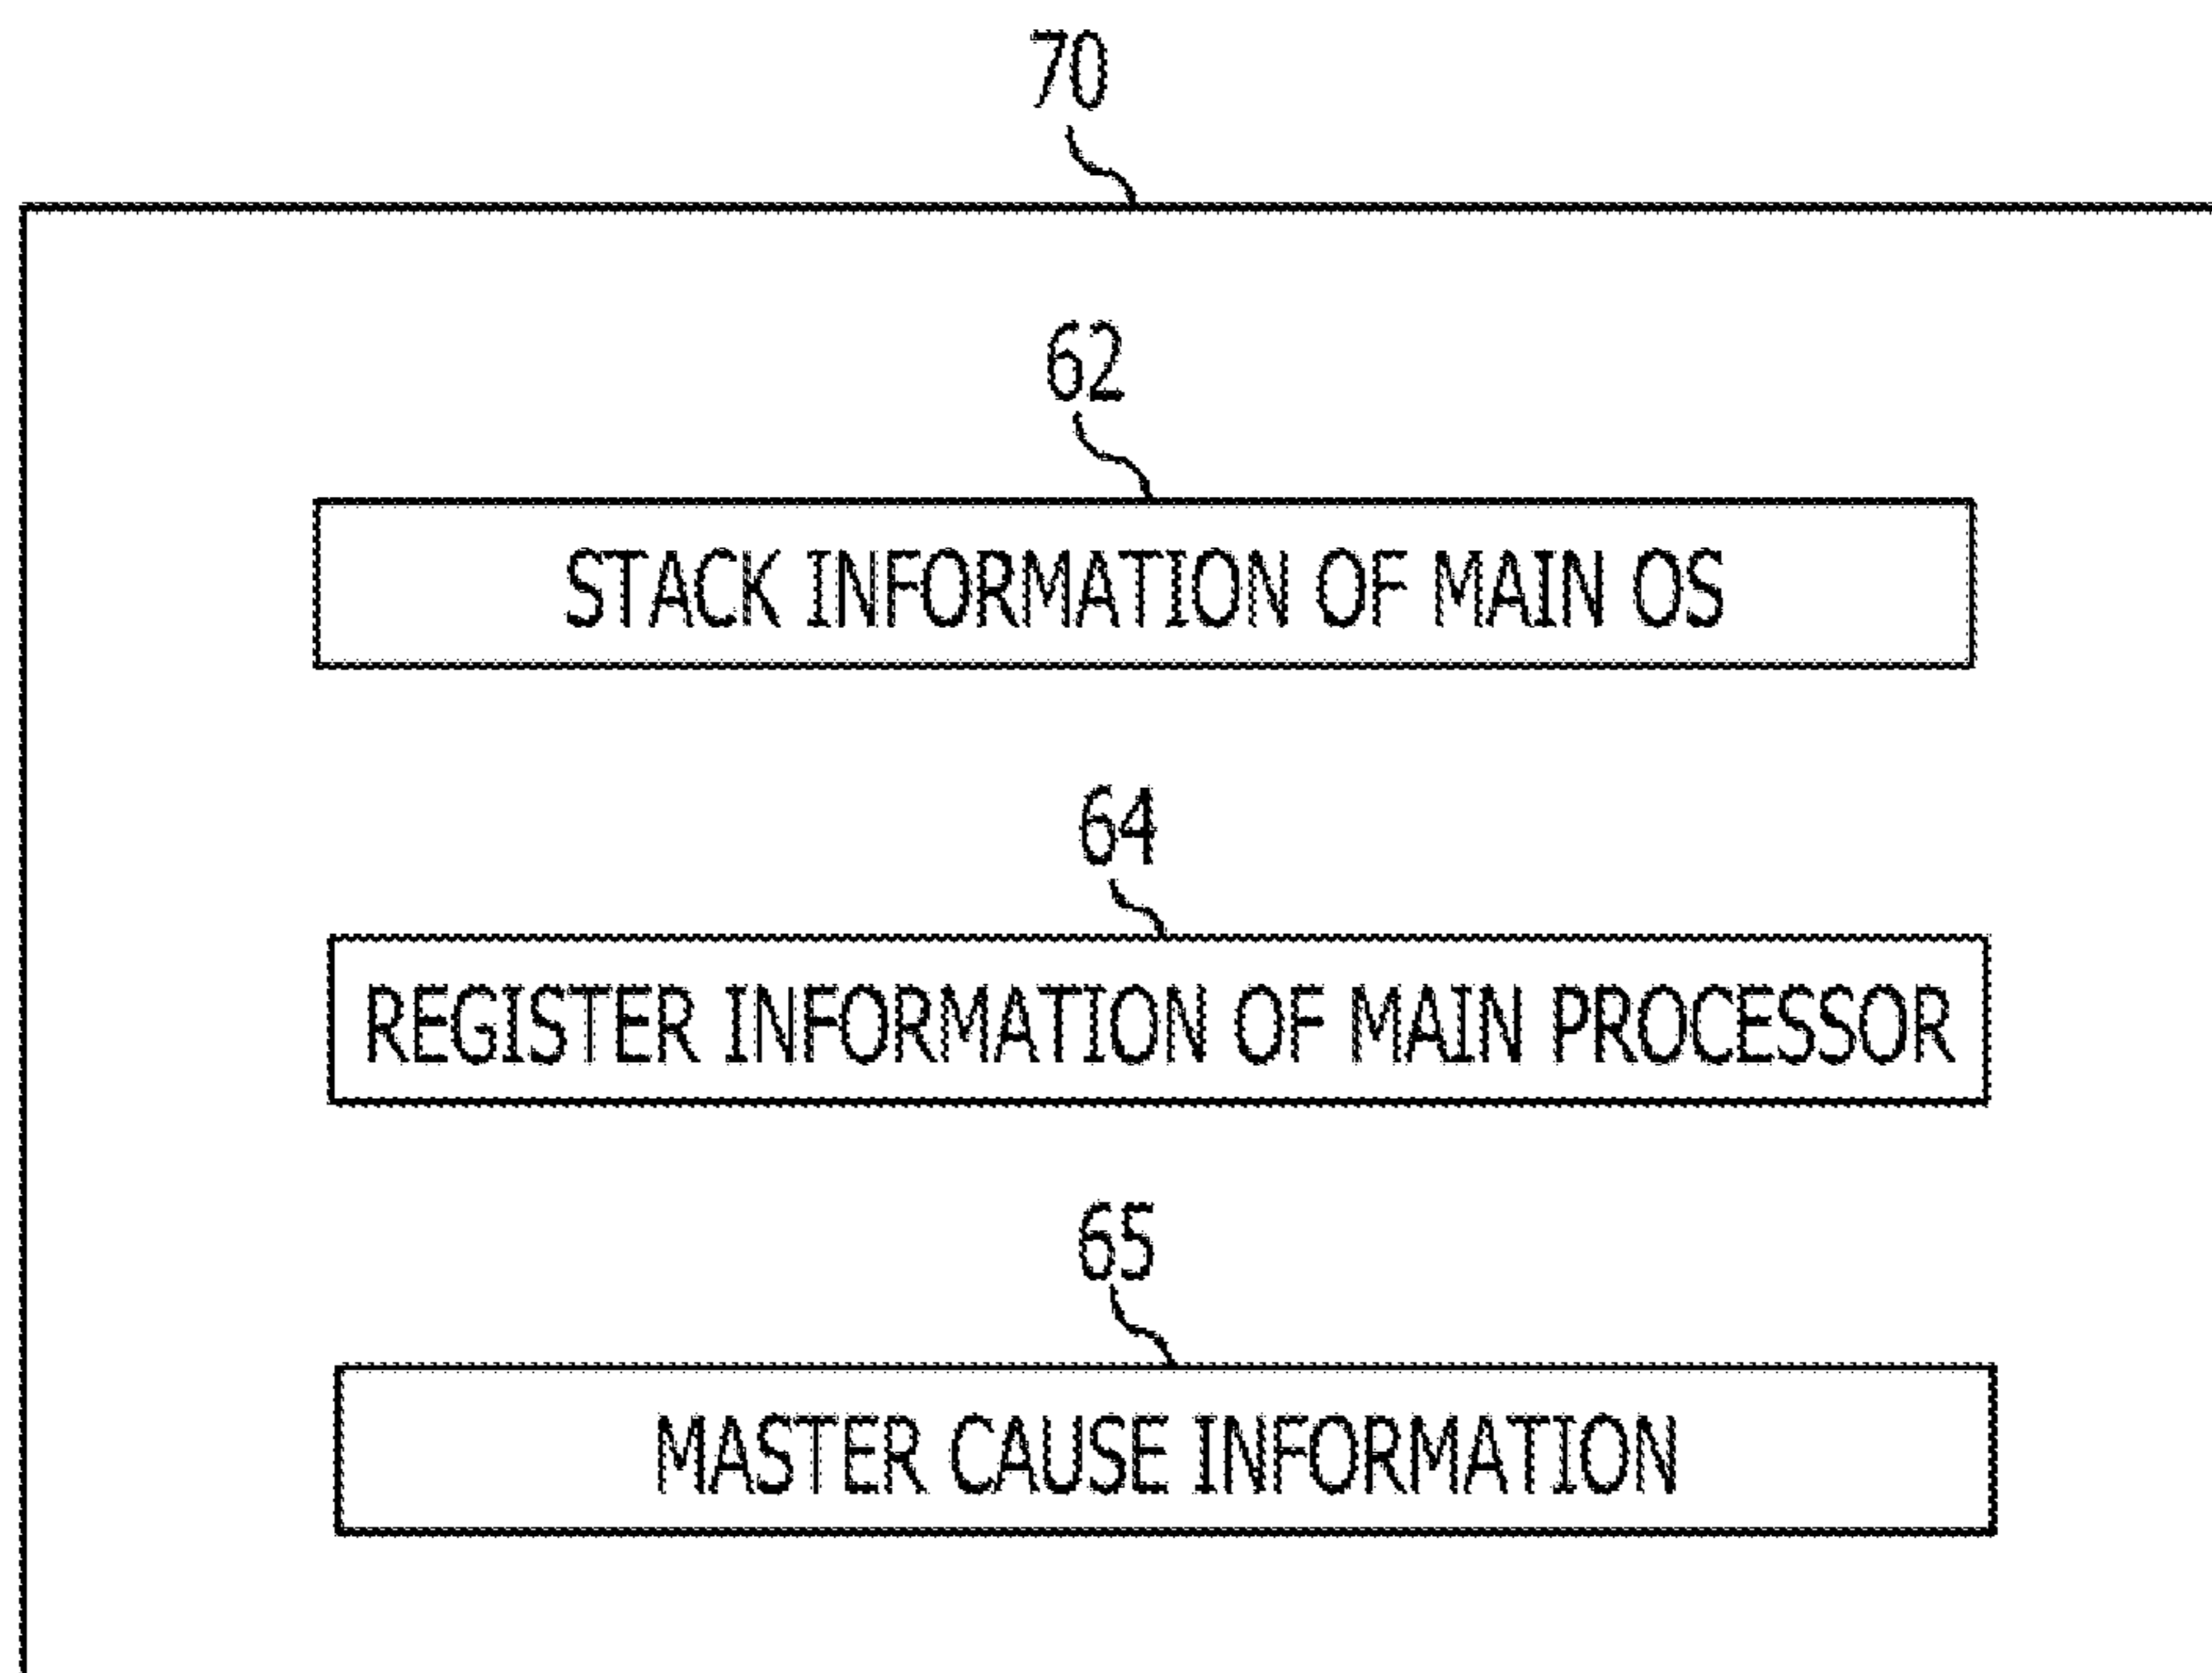 70
62
STACK INFORMATION OF MAIN OS
64
REGISTER INFORMATION OF MAIN PROCESSOR
65
MASTER CAUSE INFORMATION